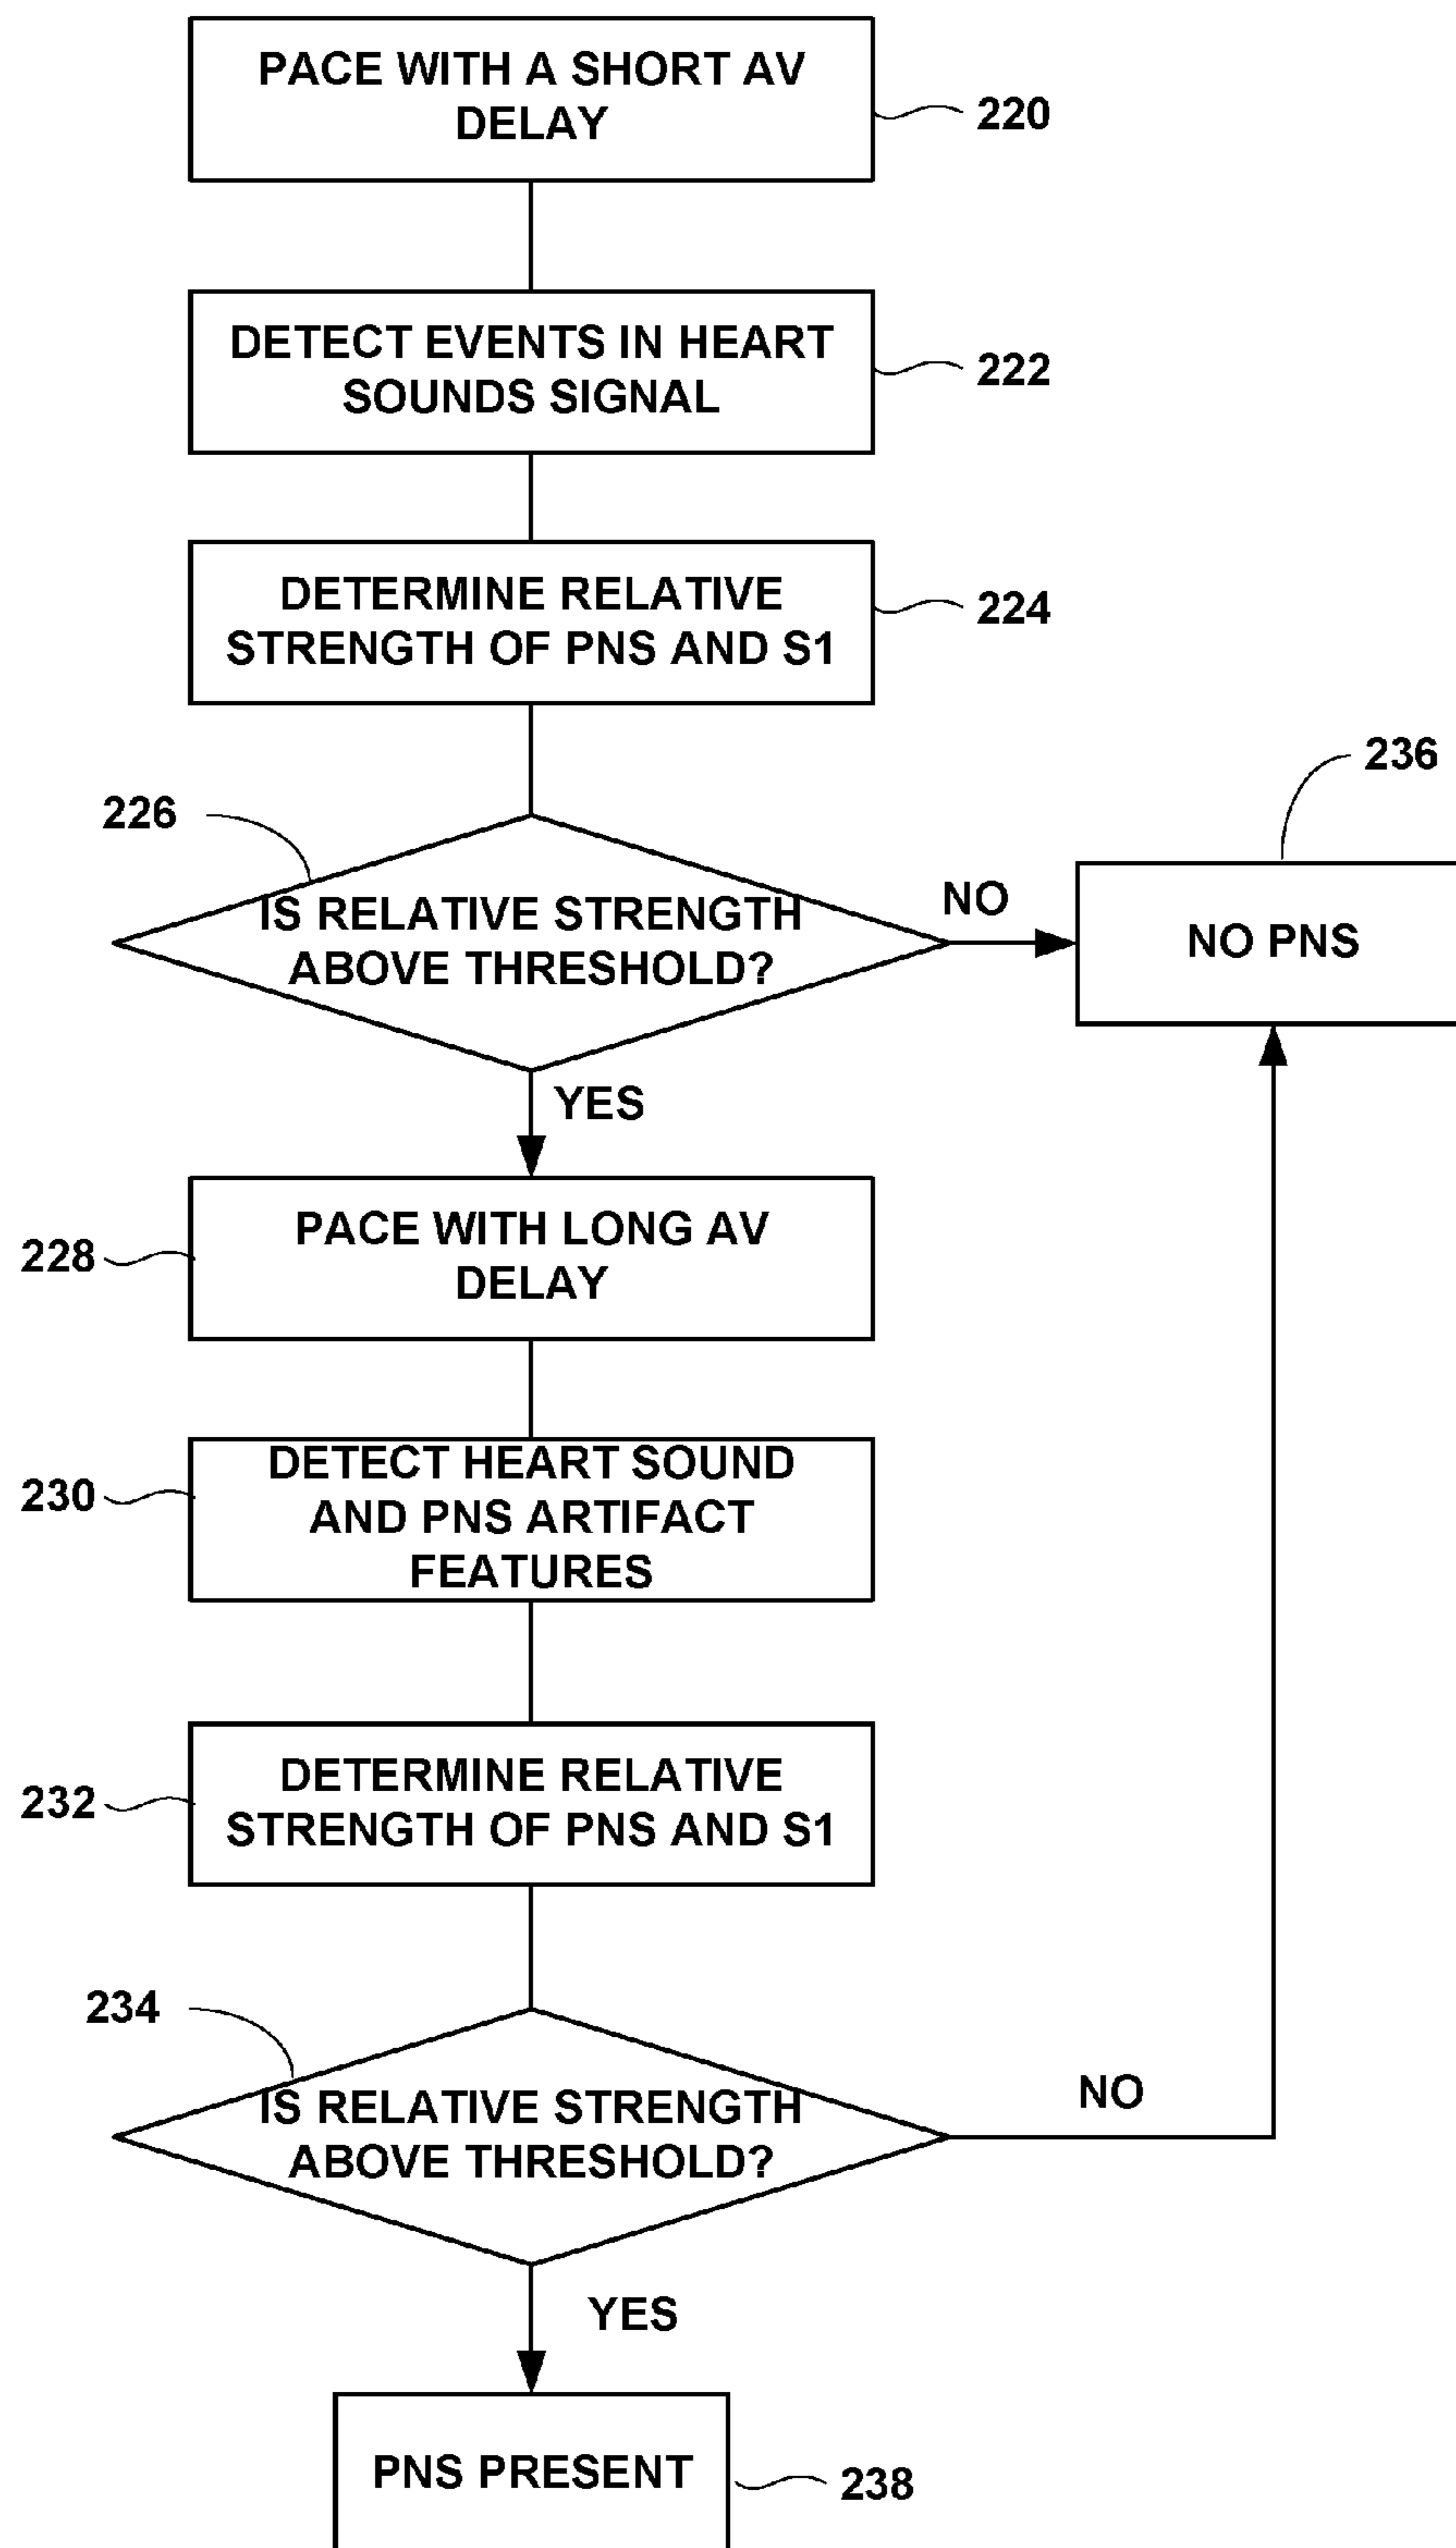 PACE WITH A SHORT AV
DELAY
220
DETECT EVENTS IN HEART
SOUNDS SIGNAL
222
DETERMINE RELATIVE
STRENGTH OF PNS AND S1
224
236
226
IS RELATIVE STRENGTH
ABOVE THRESHOLD?
NO
NO PNS
YES
PACE WITH LONG AV
DELAY
228
DETECT HEART SOUND
AND PNS ARTIFACT
FEATURES
230
DETERMINE RELATIVE
STRENGTH OF PNS AND S1
232
234
IS RELATIVE STRENGTH
ABOVE THRESHOLD?
NO
YES
PNS PRESENT
238